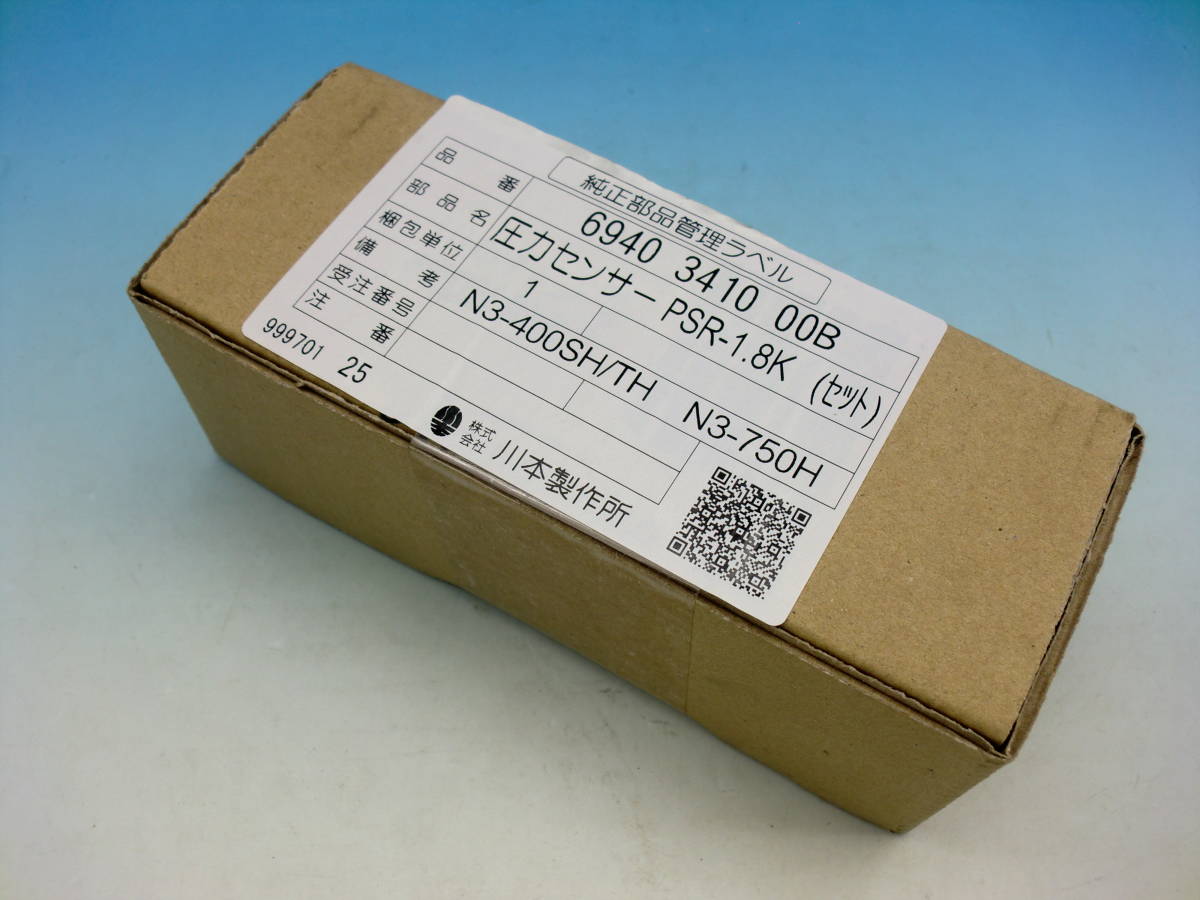 純正部品管理ラベル
品番 6940 3410 00B
部品名 圧力センサー PSR-1.8K (セット)
梱包単位 1
備考 N3-400SH/TH N3-750H
受注番号
注番
999701 25
株式会社 川本製作所